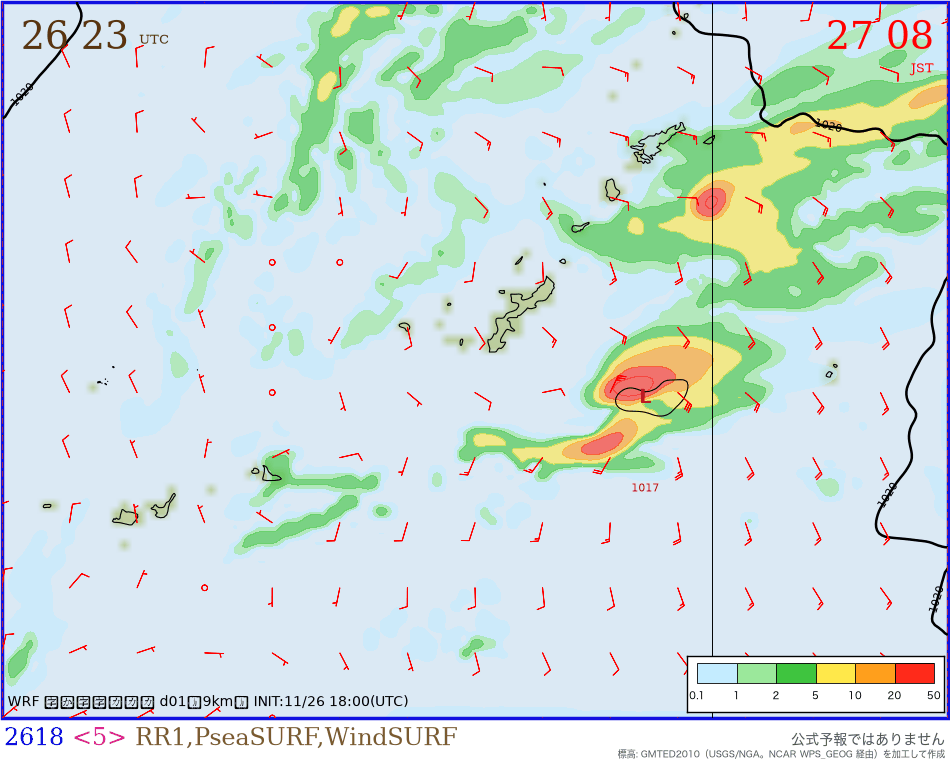 26 23 UTC
27 08
JST
1020
1020
L
1017
1020
1020
WRF d01 9km INIT:11/26 18:00(UTC)
0.1 1 2 5 10 20 50
2618 <5> RR1,PseaSURF,WindSURF
公式予報ではありません
標高: GMTED2010（USGS/NGA。NCAR WPS_GEOG 経由）を加工して作成